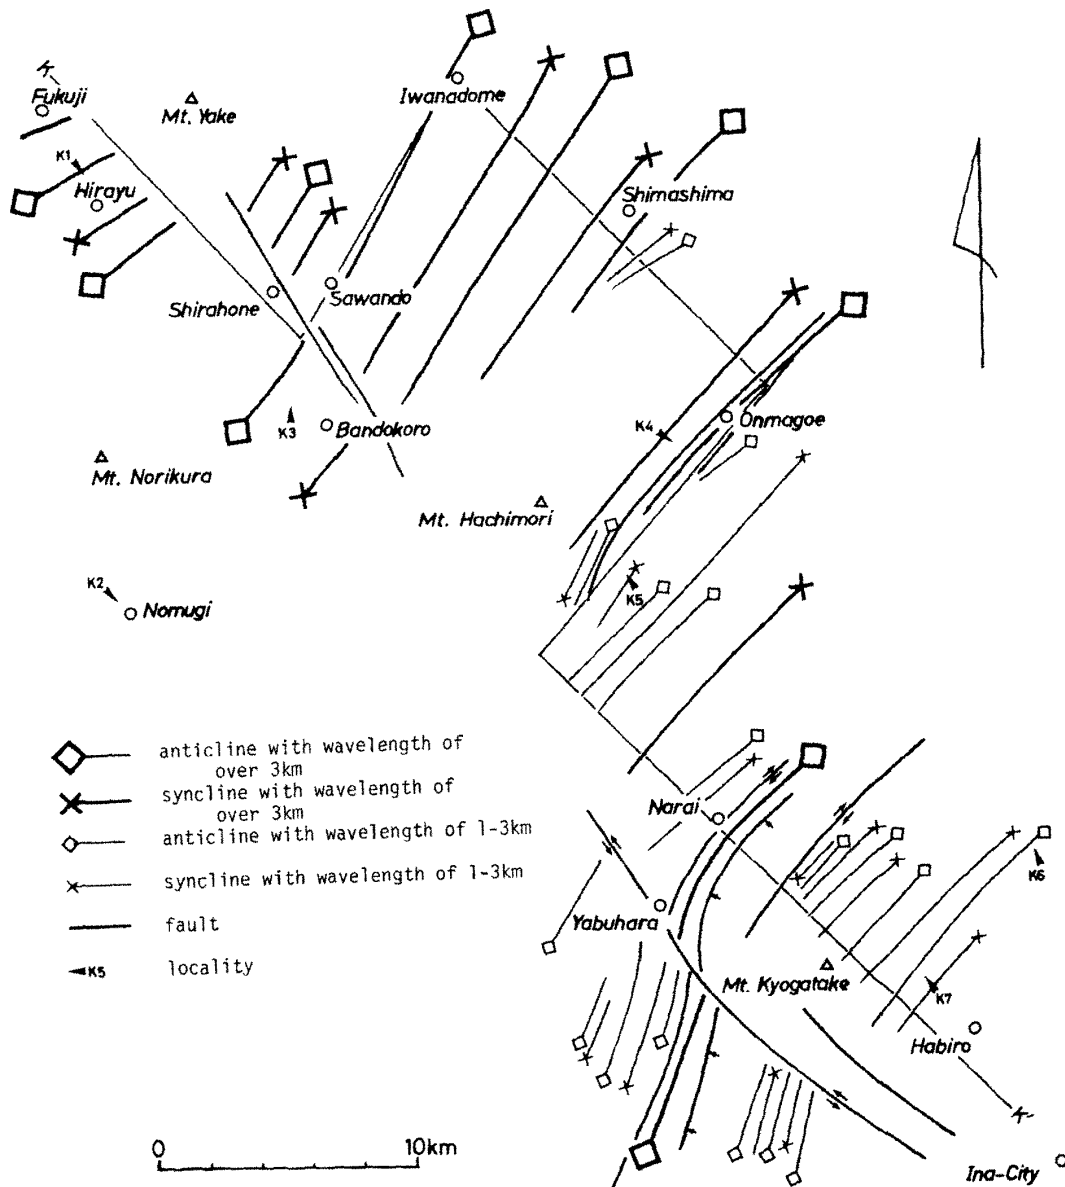 K
Fukuji
Mt. Yake
Iwanadome
K1
Hirayu
Shimashima
Shirahone
Sawando
K3
Bandokoro
K4
Onmagoe
Mt. Norikura
Mt. Hachimori
K2
Nomugi
K5
anticline with wavelength of
over 3km
syncline with wavelength of
over 3km
anticline with wavelength of 1-3km
syncline with wavelength of 1-3km
fault
K5 locality
Narai
K6
Yabuhara
Mt. Kyogatake
K7
Habiro
K'
0 10km
Ina-City